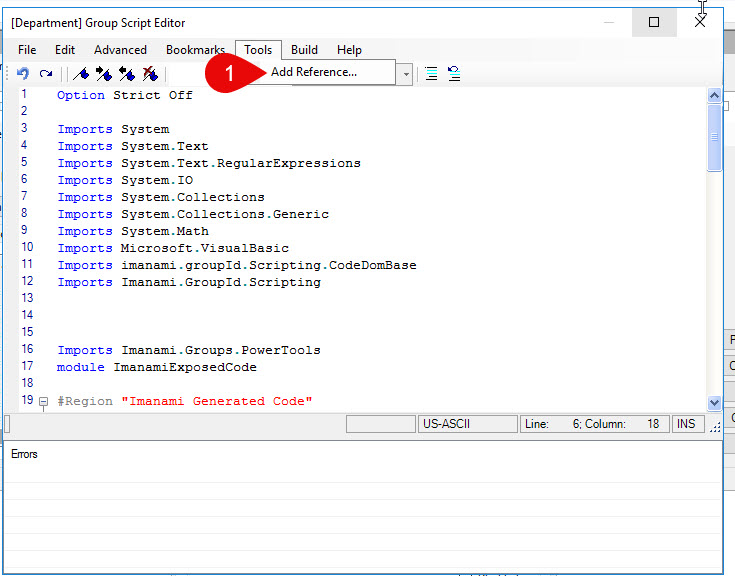 [Department] Group Script Editor
File Edit Advanced Bookmarks Tools Build Help
1 Add Reference...
1 Option Strict Off
2
3 Imports System
4 Imports System.Text
5 Imports System.Text.RegularExpressions
6 Imports System.IO
7 Imports System.Collections
8 Imports System.Collections.Generic
9 Imports System.Math
10 Imports Microsoft.VisualBasic
11 Imports imanami.groupId.Scripting.CodeDomBase
12 Imports Imanami.GroupId.Scripting
13
14
15
16 Imports Imanami.Groups.PowerTools
17 module ImanamiExposedCode
18
19 #Region "Imanami Generated Code"
US-ASCII Line: 6; Column: 18 INS
Errors